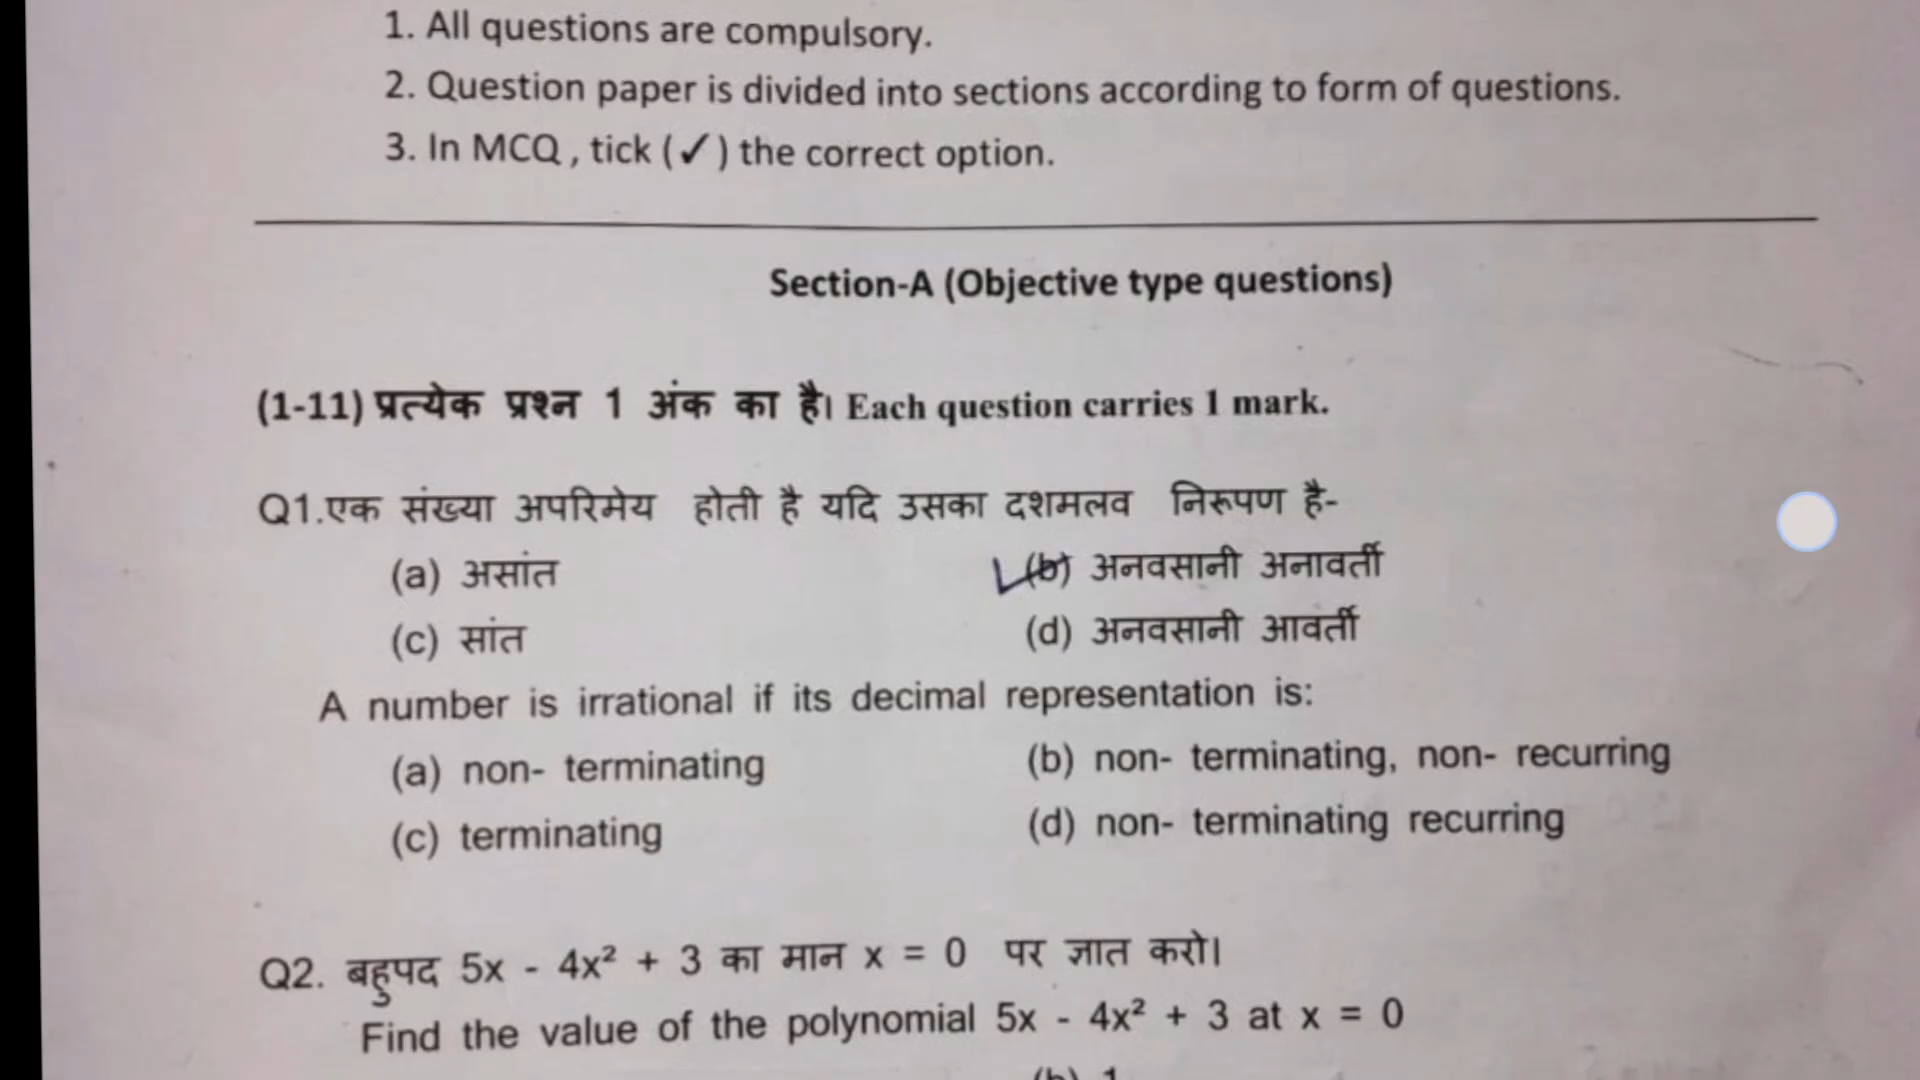 1. All questions are compulsory.
2. Question paper is divided into sections according to form of questions.
3. In MCQ , tick (✓) the correct option.
Section-A (Objective type questions)
(1-11) प्रत्येक प्रश्न 1 अंक का है। Each question carries 1 mark.
Q1.एक संख्या अपरिमेय होती है यदि उसका दशमलव निरूपण है-
(a) असांत (b) अनवसानी अनावर्ती
(c) सांत (d) अनवसानी आवर्ती
A number is irrational if its decimal representation is:
(a) non- terminating (b) non- terminating, non- recurring
(c) terminating (d) non- terminating recurring
Q2. बहुपद 5x - 4x² + 3 का मान x = 0 पर ज्ञात करो।
Find the value of the polynomial 5x - 4x² + 3 at x = 0